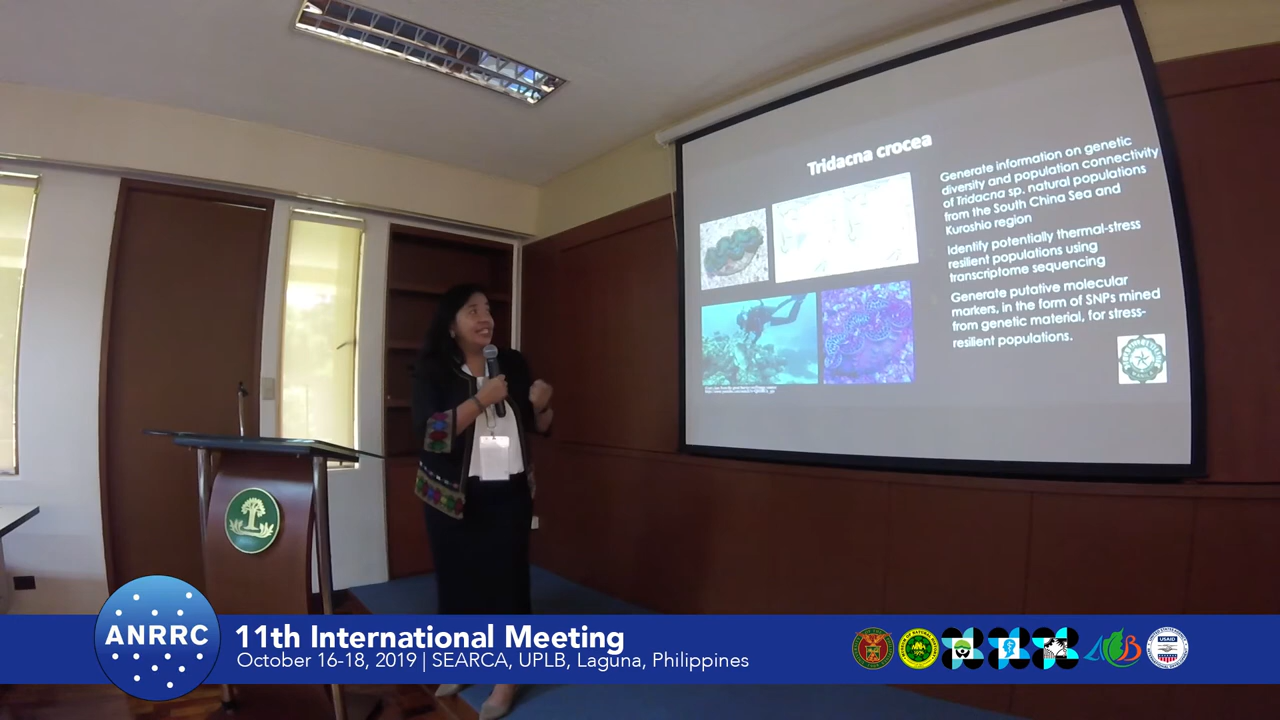 Tridacna crocea
Generate information on genetic
diversity and population connectivity
of Tridacna sp. natural populations
from the South China Sea and
Kuroshio region
Identify potentially thermal-stress
resilient populations using
transcriptome sequencing
Generate putative molecular
markers, in the form of SNPs mined
from genetic material, for stress-
resilient populations.
ANRRC
11th International Meeting
October 16-18, 2019 | SEARCA, UPLB, Laguna, Philippines
ACB
USAID